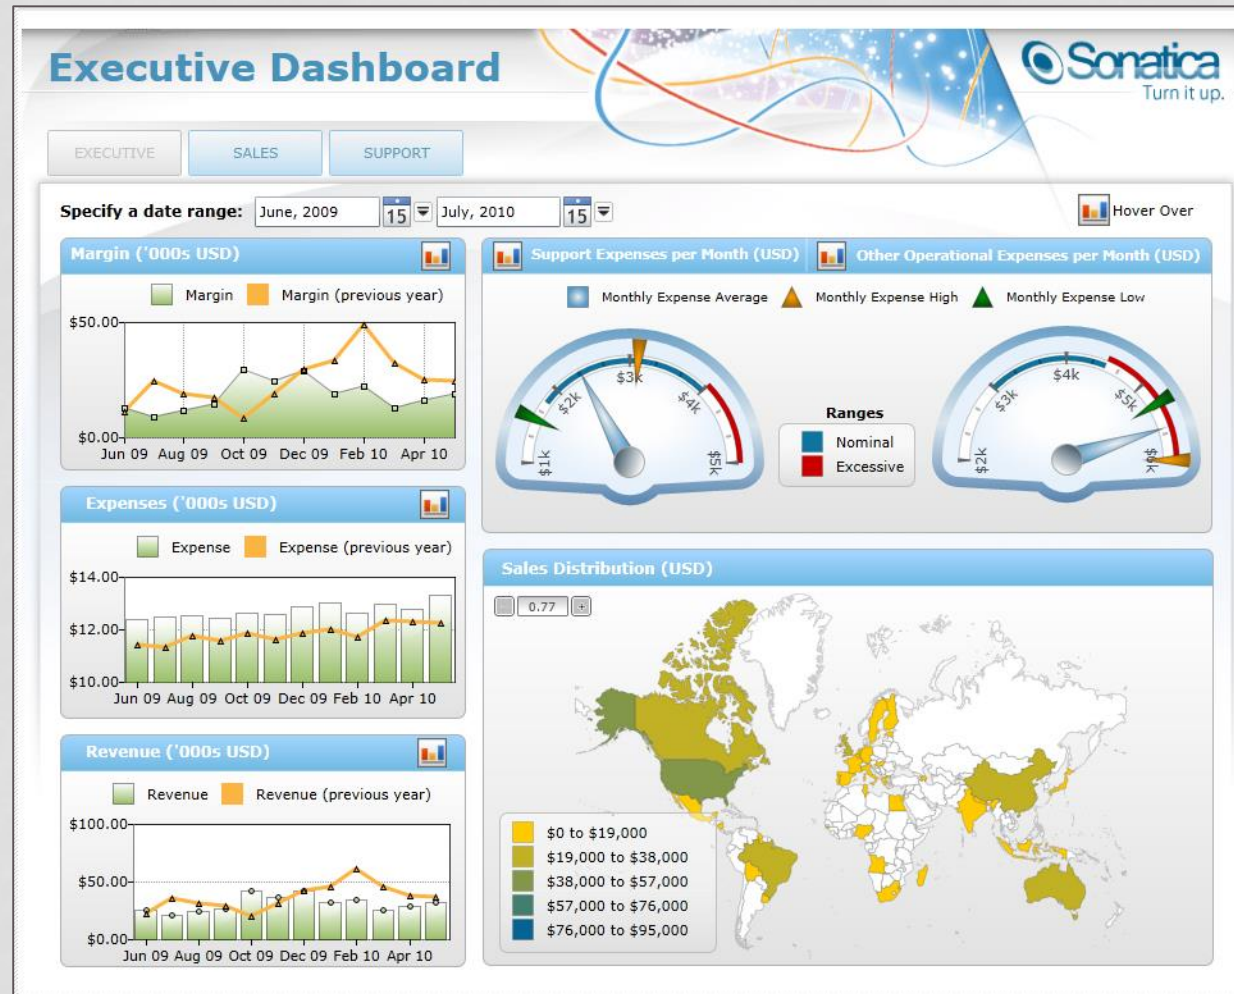 Executive Dashboard
Sonatica
Turn it up.
EXECUTIVE
SALES
SUPPORT
Specify a date range:
June, 2009
15
July, 2010
15
Hover Over
Margin ('000s USD)
Margin
Margin (previous year)
$50.00
$0.00
Jun 09 Aug 09 Oct 09 Dec 09 Feb 10 Apr 10
Expenses ('000s USD)
Expense
Expense (previous year)
$14.00
$12.00
$10.00
Jun 09 Aug 09 Oct 09 Dec 09 Feb 10 Apr 10
Revenue ('000s USD)
Revenue
Revenue (previous year)
$100.00
$50.00
$0.00
Jun 09 Aug 09 Oct 09 Dec 09 Feb 10 Apr 10
Support Expenses per Month (USD)
Other Operational Expenses per Month (USD)
Monthly Expense Average
Monthly Expense High
Monthly Expense Low
$1k
$2k
$3k
$4k
$5k
Ranges
Nominal
Excessive
$2k
$3k
$4k
$5k
$6k
Sales Distribution (USD)
0.77
$0 to $19,000
$19,000 to $38,000
$38,000 to $57,000
$57,000 to $76,000
$76,000 to $95,000